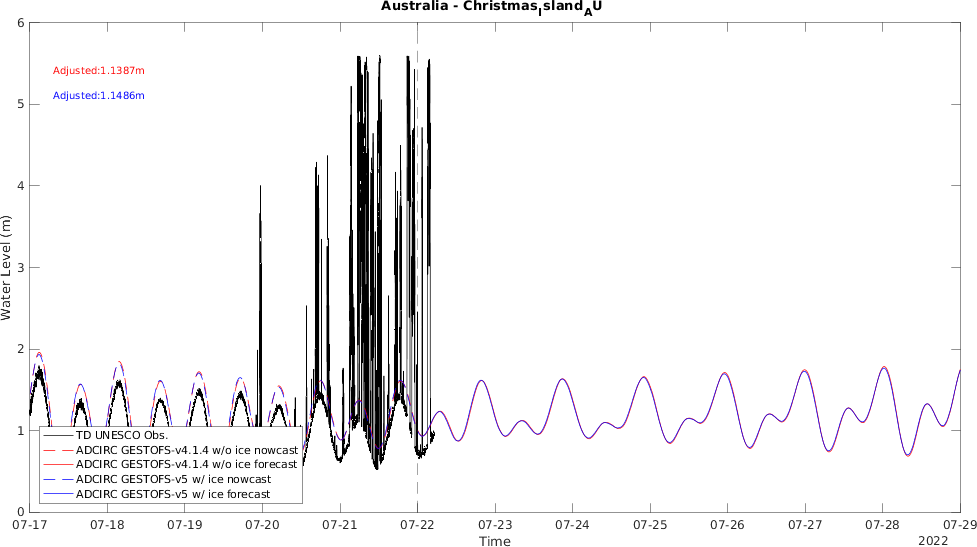 Australia - Christmas_Island_AU
6
Adjusted:1.1387m
Adjusted:1.1486m
5
4
3
2
1
0
Water Level (m)
TD UNESCO Obs.
ADCIRC GESTOFS-v4.1.4 w/o ice nowcast
ADCIRC GESTOFS-v4.1.4 w/o ice forecast
ADCIRC GESTOFS-v5 w/ ice nowcast
ADCIRC GESTOFS-v5 w/ ice forecast
07-17 07-18 07-19 07-20 07-21 07-22 07-23 07-24 07-25 07-26 07-27 07-28 07-29
Time
2022